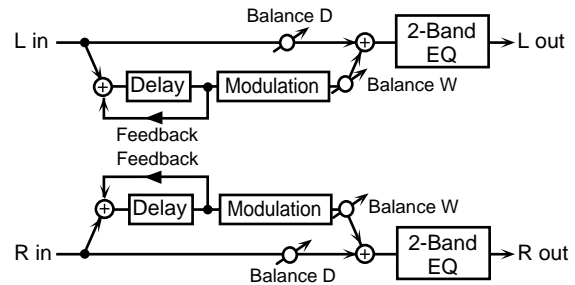 Balance D
L in
2-Band
EQ
L out
Delay
Modulation
Balance W
Feedback
Feedback
Delay
Modulation
Balance W
R in
2-Band
EQ
R out
Balance D